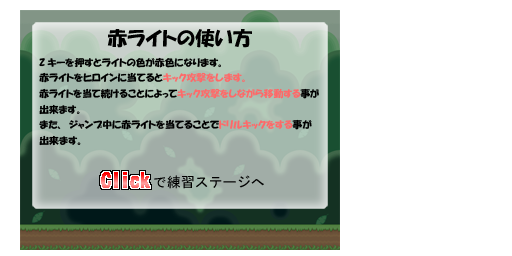 赤ライトの使い方
Zキーを押すとライトの色が赤色になります。
赤ライトをヒロインに当てるとキック攻撃をします。
赤ライトを当て続けることによってキック攻撃をしながら移動する事が
出来ます。
また、ジャンプ中に赤ライトを当てることでドリルキックをする事が
出来ます。
Clickで練習ステージへ